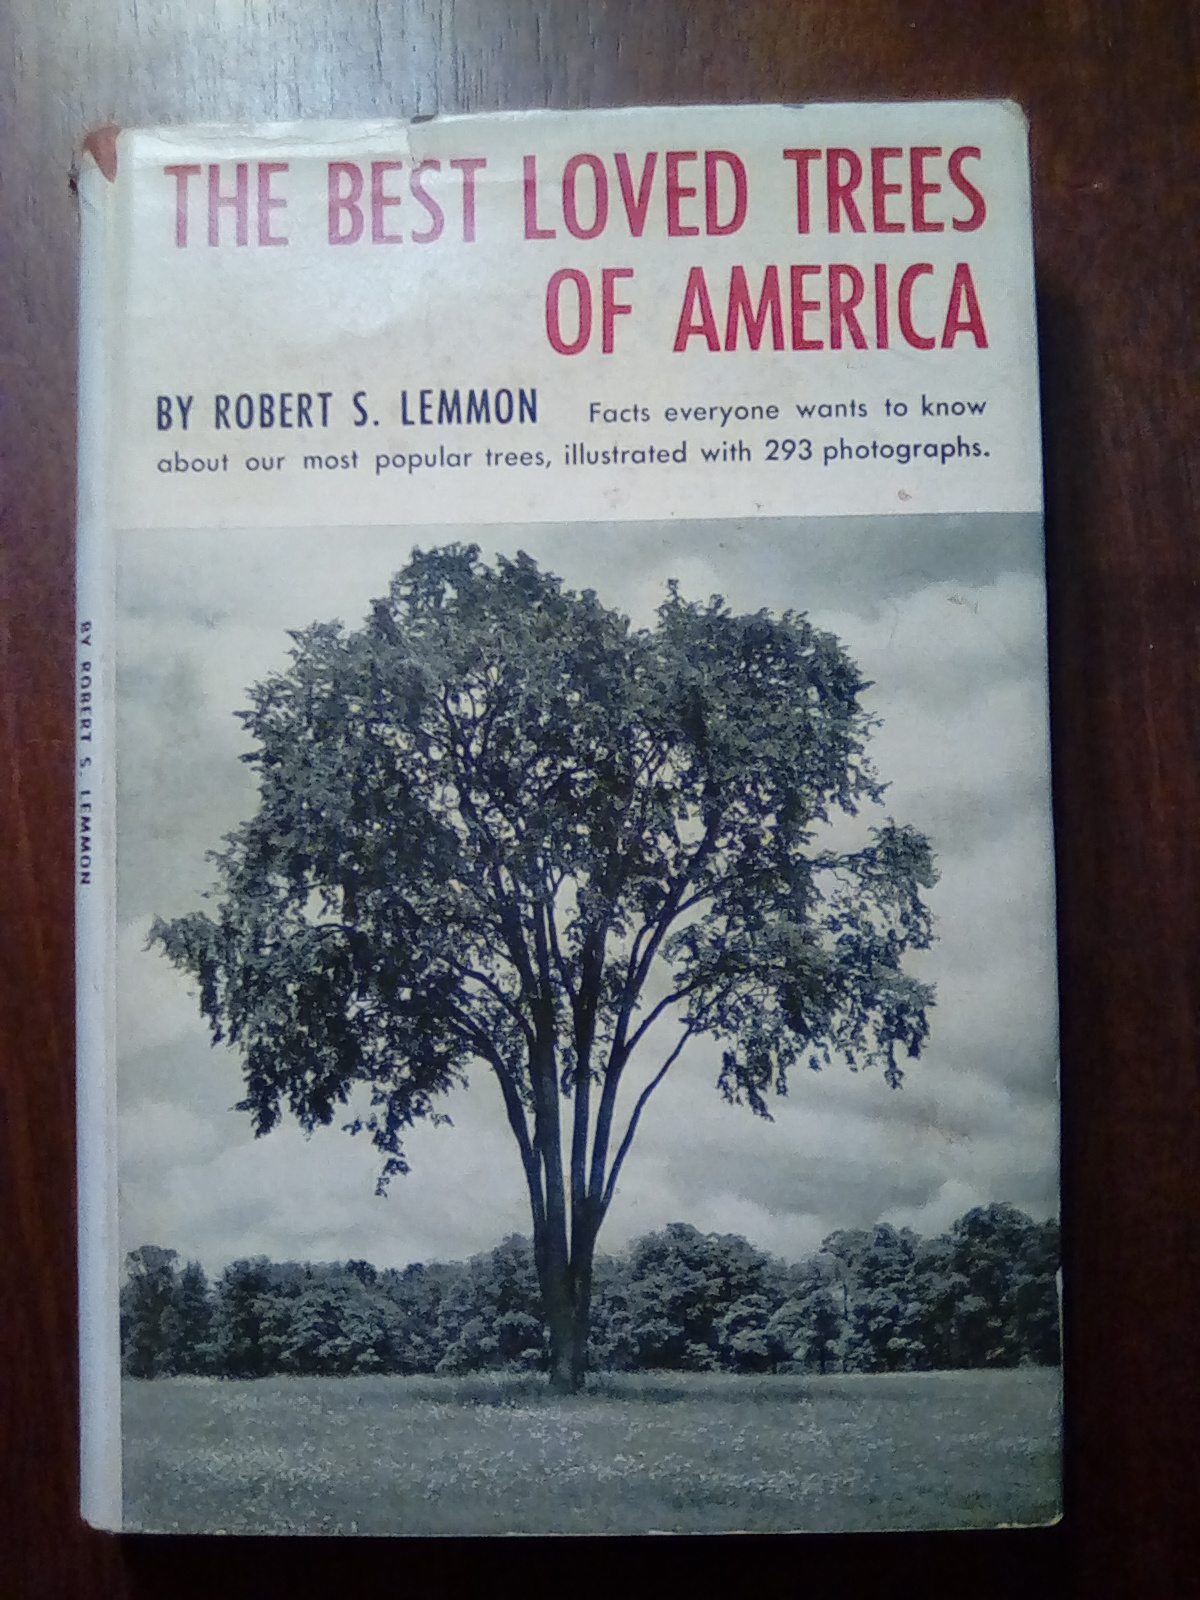 THE BEST LOVED TREES
OF AMERICA
BY ROBERT S. LEMMON Facts everyone wants to know
about our most popular trees, illustrated with 293 photographs.
BY ROBERT S. LEMMON